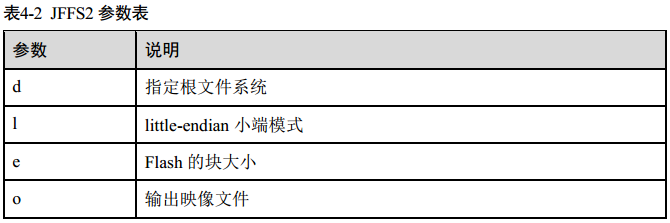 表4-2 JFFS2 参数表
参数 说明
d 指定根文件系统
l little-endian 小端模式
e Flash 的块大小
o 输出映像文件